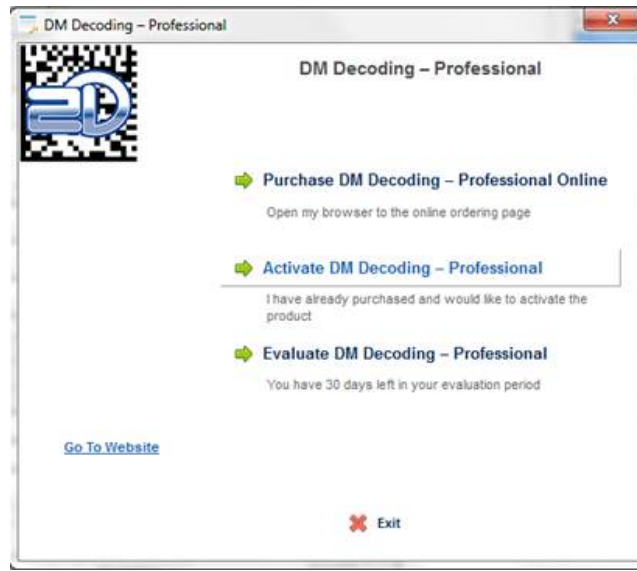 DM Decoding – Professional
2D
DM Decoding – Professional
Purchase DM Decoding – Professional Online
Open my browser to the online ordering page
Activate DM Decoding – Professional
I have already purchased and would like to activate the
product
Evaluate DM Decoding – Professional
You have 30 days left in your evaluation period
Go To Website
Exit